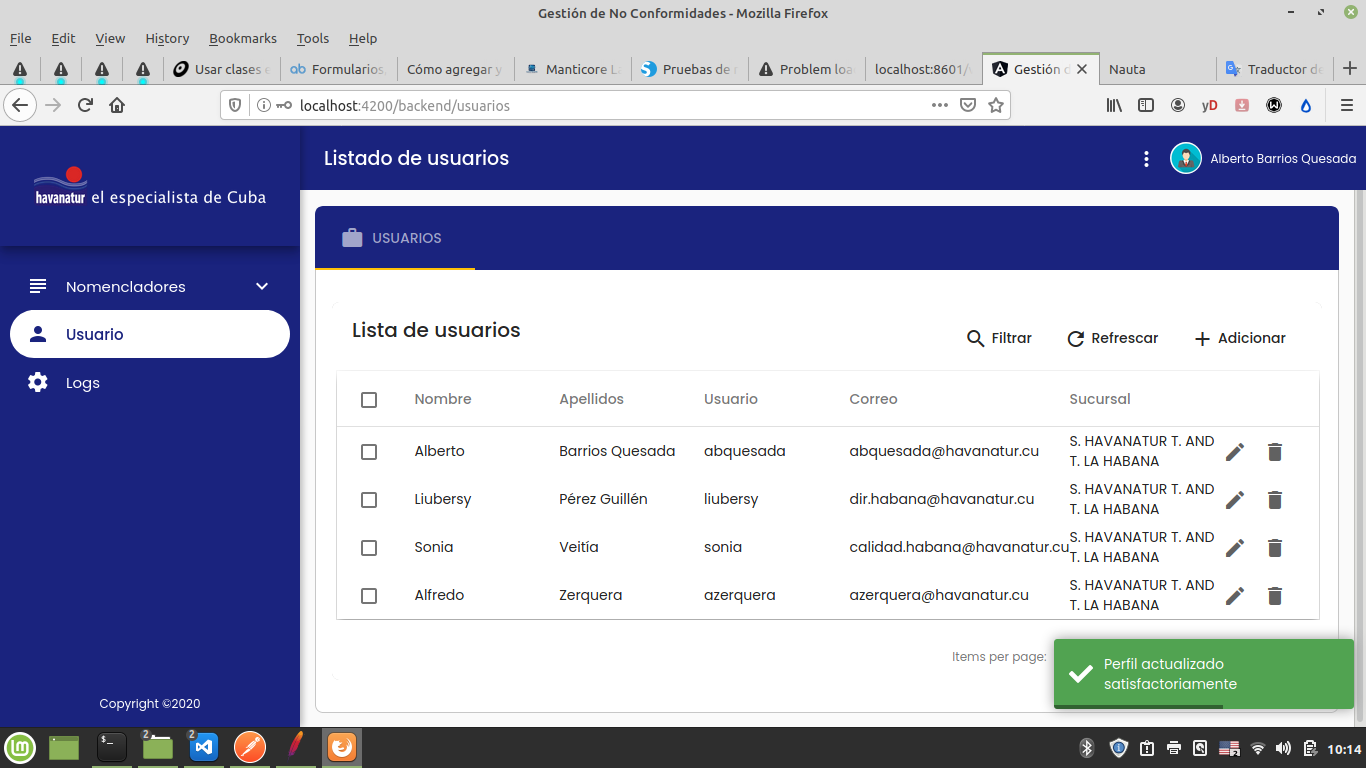 Gestión de No Conformidades - Mozilla Firefox
File Edit View History Bookmarks Tools Help
Usar clases e
Formularios,
Cómo agregar y
Manticore La
Pruebas de r
Problem loa
localhost:8601/
Gestión d
Nauta
Traductor de
localhost:4200/backend/usuarios
yD
havanatur el especialista de Cuba
Listado de usuarios
Alberto Barrios Quesada
Nomencladores
Usuario
Logs
Copyright ©2020
USUARIOS
Lista de usuarios
Filtrar Refrescar Adicionar
Nombre Apellidos Usuario Correo Sucursal
Alberto Barrios Quesada abquesada abquesada@havanatur.cu S. HAVANATUR T. AND
T. LA HABANA
Liubersy Pérez Guillén liubersy dir.habana@havanatur.cu S. HAVANATUR T. AND
T. LA HABANA
Sonia Veitía sonia calidad.habana@havanatur.cu S. HAVANATUR T. AND
T. LA HABANA
Alfredo Zerquera azerquera azerquera@havanatur.cu S. HAVANATUR T. AND
T. LA HABANA
Items per page:
Perfil actualizado
satisfactoriamente
2 2
2
10:14